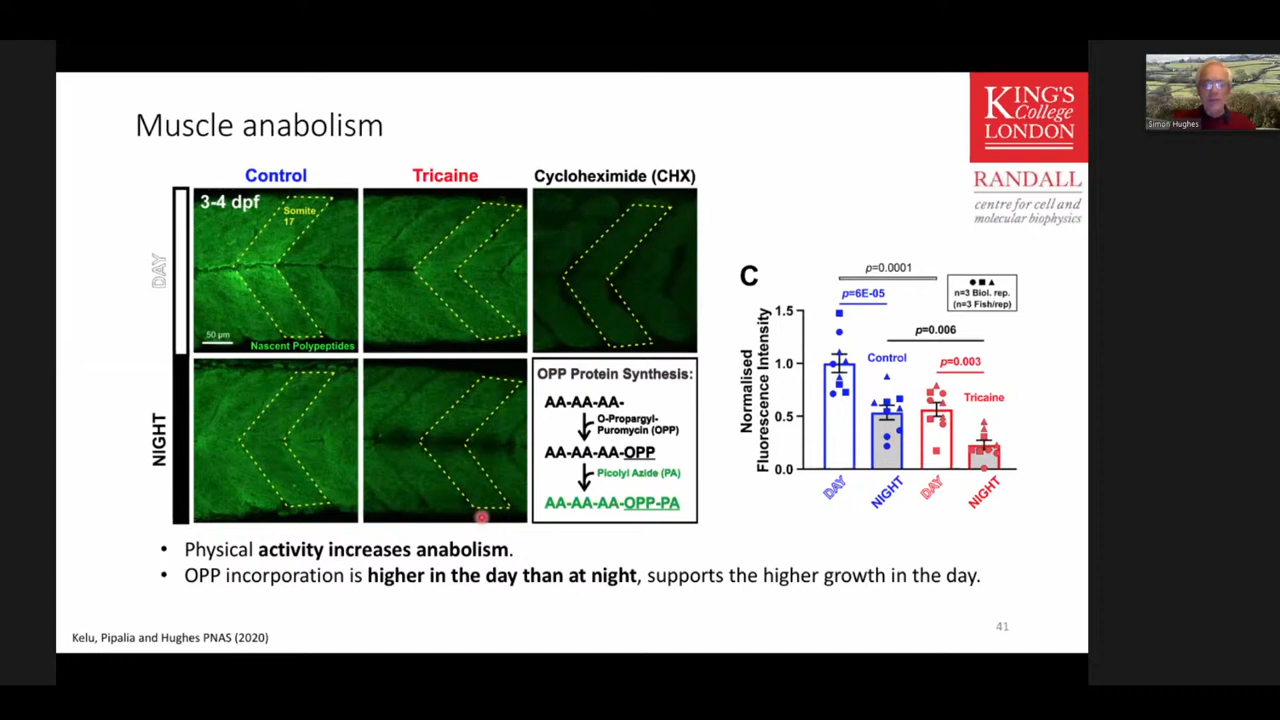 Muscle anabolism
KING'S
College
LONDON
RANDALL
centre for cell and
molecular biophysics
Simon Hughes
Control
Tricaine
Cycloheximide (CHX)
DAY
3-4 dpf
Somite
17
50 µm
Nascent Polypeptides
NIGHT
OPP Protein Synthesis:
AA-AA-AA-
O-Propargyl-
Puromycin (OPP)
AA-AA-AA-OPP
Picolyl Azide (PA)
AA-AA-AA-OPP-PA
C
Normalised
Fluorescence Intensity
1.5
1.0
0.5
0.0
p=0.0001
p=6E-05
n=3 Biol. rep.
(n=3 Fish/rep)
p=0.006
Control
p=0.003
Tricaine
DAY
NIGHT
DAY
NIGHT
• Physical activity increases anabolism.
• OPP incorporation is higher in the day than at night, supports the higher growth in the day.
41
Kelu, Pipalia and Hughes PNAS (2020)